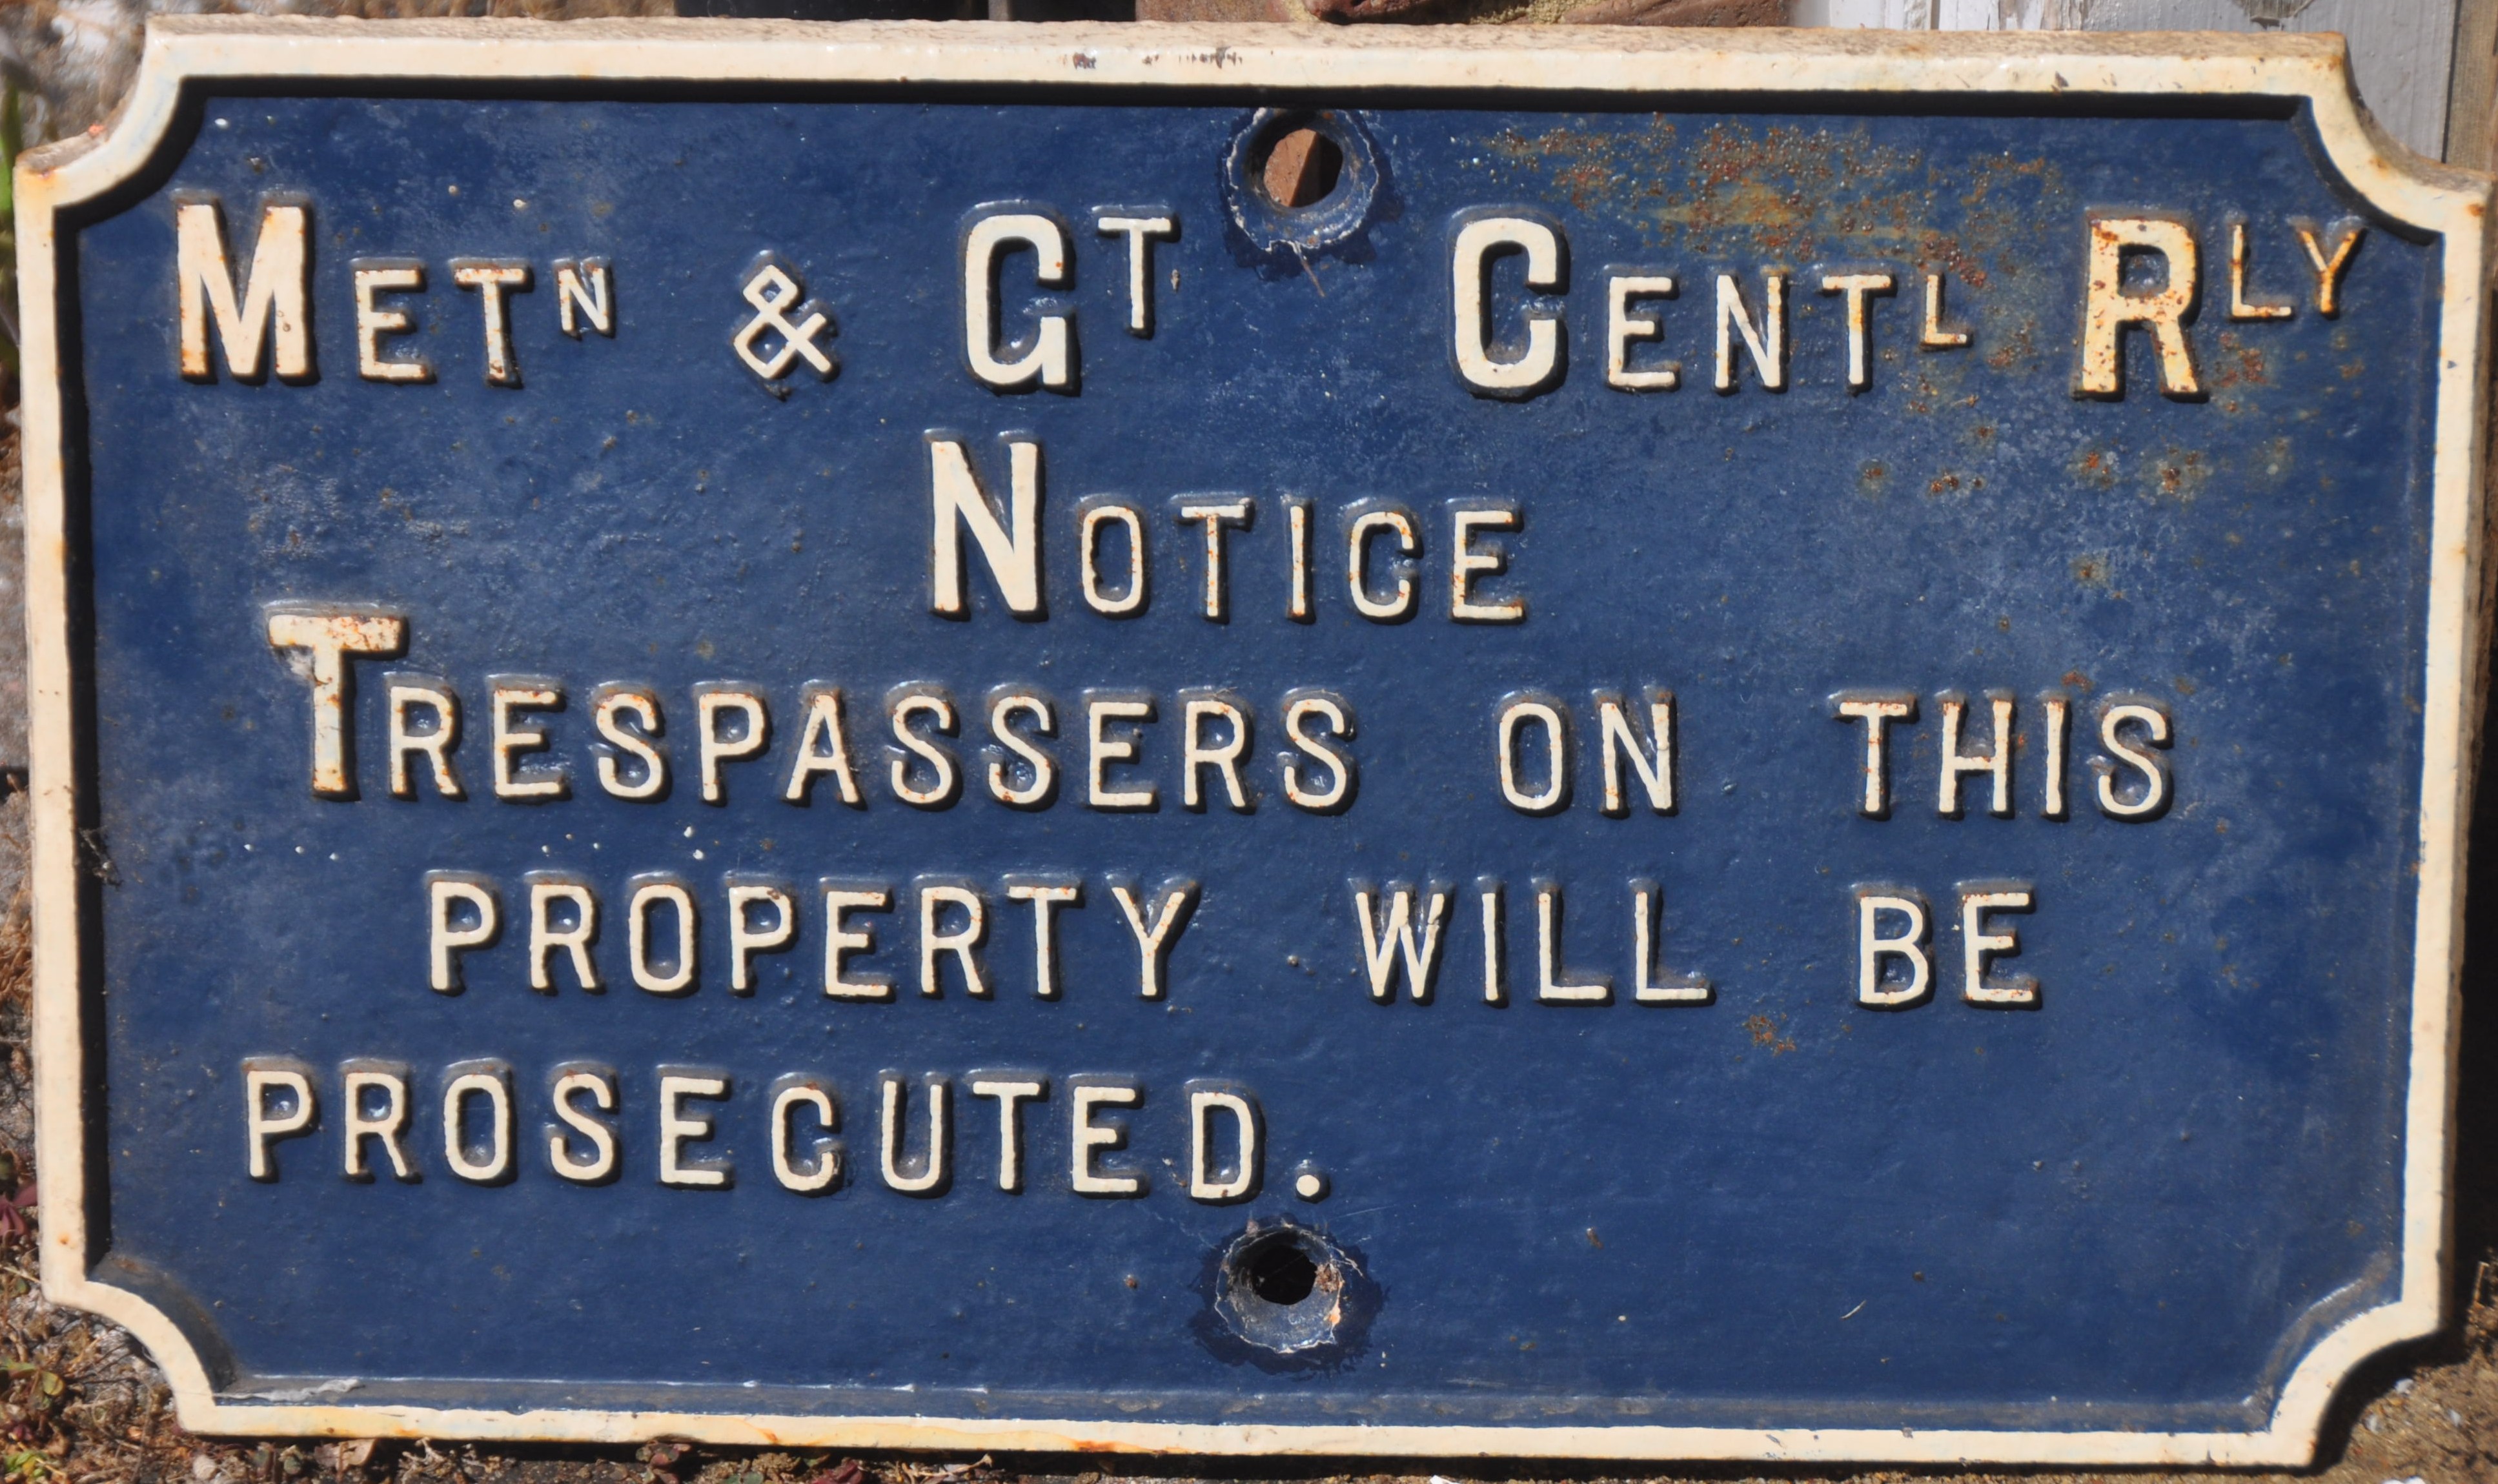 METN & GT CENTL RLY
NOTICE
TRESPASSERS ON THIS
PROPERTY WILL BE
PROSECUTED.